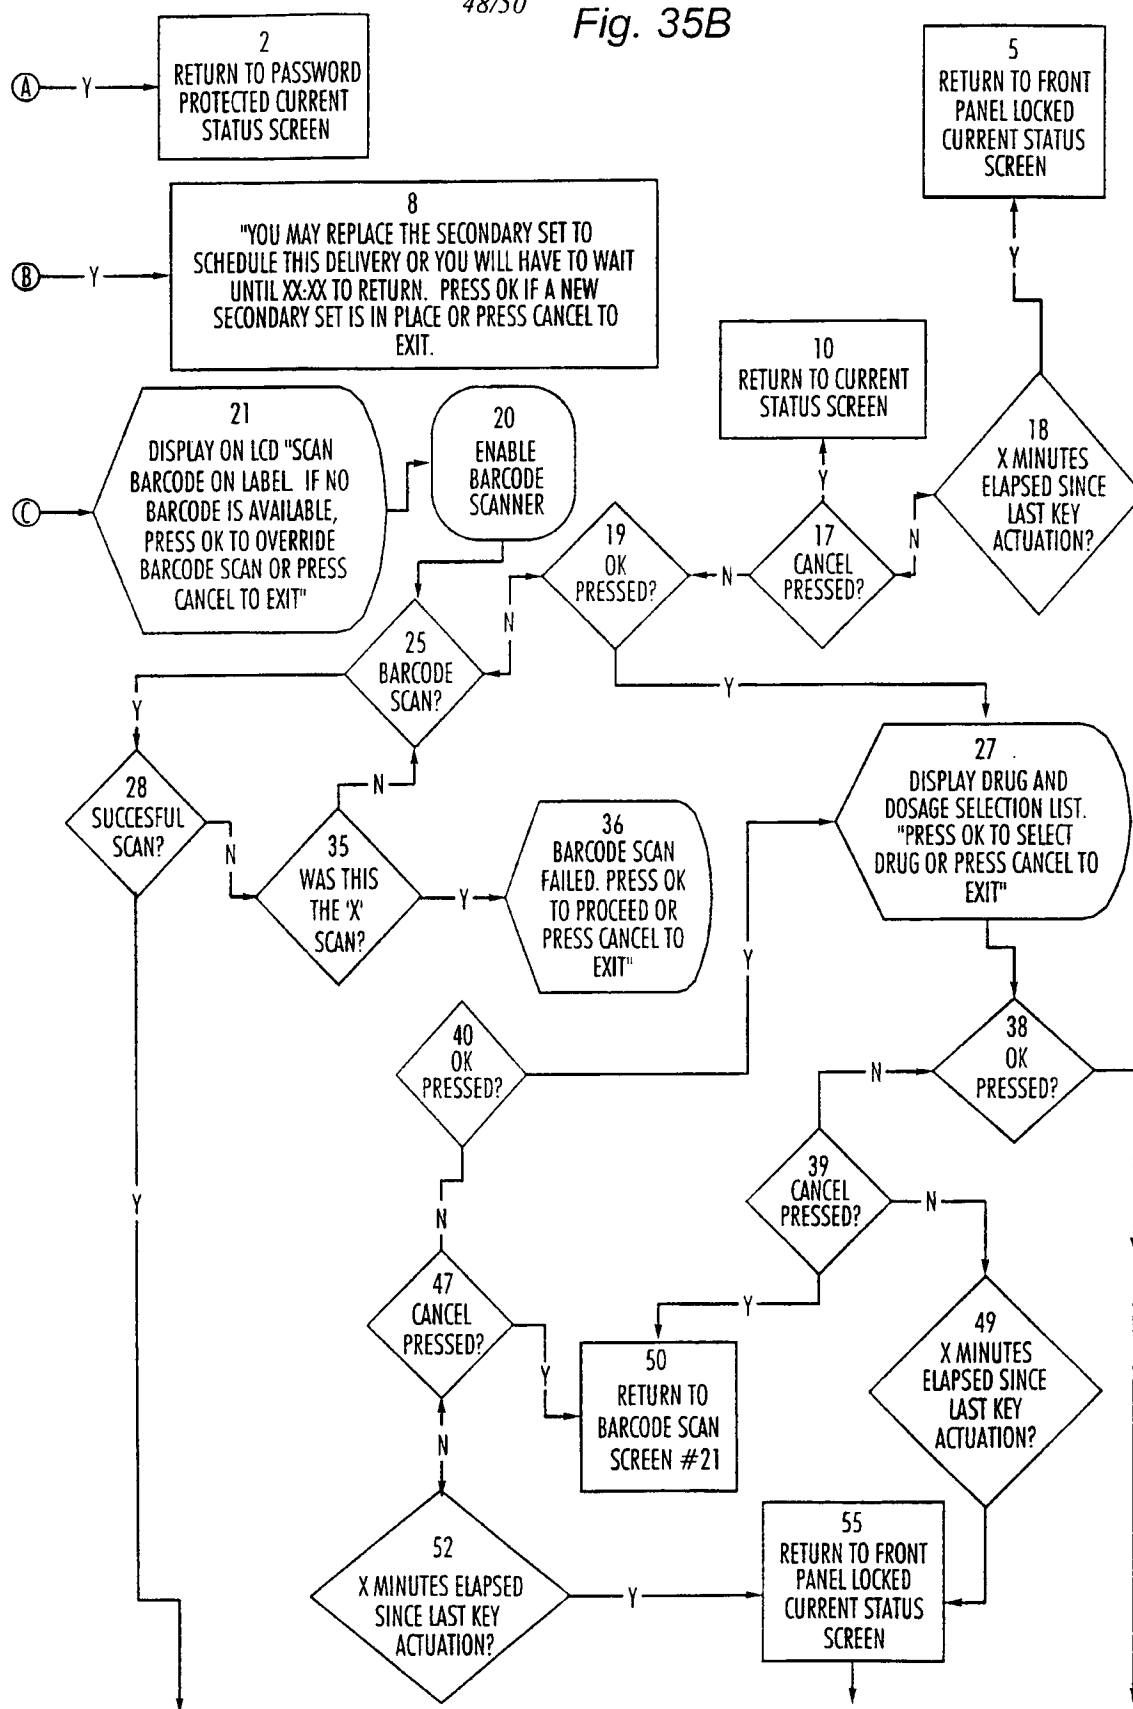 48/50
Fig. 35B
A
Y
2
RETURN TO PASSWORD
PROTECTED CURRENT
STATUS SCREEN
5
RETURN TO FRONT
PANEL LOCKED
CURRENT STATUS
SCREEN
Y
B
Y
8
"YOU MAY REPLACE THE SECONDARY SET TO
SCHEDULE THIS DELIVERY OR YOU WILL HAVE TO WAIT
UNTIL XX:XX TO RETURN. PRESS OK IF A NEW
SECONDARY SET IS IN PLACE OR PRESS CANCEL TO
EXIT.
10
RETURN TO CURRENT
STATUS SCREEN
Y
C
21
DISPLAY ON LCD "SCAN
BARCODE ON LABEL. IF NO
BARCODE IS AVAILABLE,
PRESS OK TO OVERRIDE
BARCODE SCAN OR PRESS
CANCEL TO EXIT"
20
ENABLE
BARCODE
SCANNER
18
X MINUTES
ELAPSED SINCE
LAST KEY
ACTUATION?
N
17
CANCEL
PRESSED?
N
19
OK
PRESSED?
N
Y
25
BARCODE
SCAN?
Y
N
28
SUCCESFUL
SCAN?
N
35
WAS THIS
THE 'X'
SCAN?
Y
36
BARCODE SCAN
FAILED. PRESS OK
TO PROCEED OR
PRESS CANCEL TO
EXIT"
27
DISPLAY DRUG AND
DOSAGE SELECTION LIST.
"PRESS OK TO SELECT
DRUG OR PRESS CANCEL TO
EXIT"
Y
40
OK
PRESSED?
38
OK
PRESSED?
N
39
CANCEL
PRESSED?
N
Y
N
47
CANCEL
PRESSED?
Y
Y
50
RETURN TO
BARCODE SCAN
SCREEN #21
49
X MINUTES
ELAPSED SINCE
LAST KEY
ACTUATION?
N
52
X MINUTES ELAPSED
SINCE LAST KEY
ACTUATION?
Y
55
RETURN TO FRONT
PANEL LOCKED
CURRENT STATUS
SCREEN